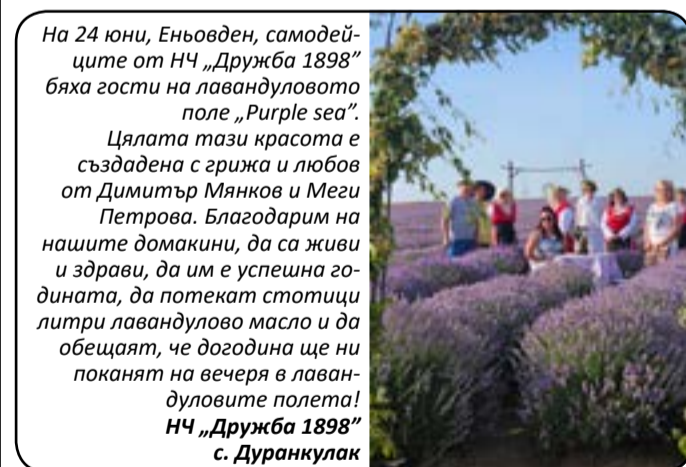 На 24 юни, Еньовден, самодей-
ците от НЧ „Дружба 1898”
бяха гости на лавандуловото
поле „Purple sea”.
Цялата тази красота е
създадена с грижа и любов
от Димитър Мянков и Меги
Петрова. Благодарим на
нашите домакини, да са живи
и здрави, да им е успешна го-
дината, да потекат стотици
литри лавандулово масло и да
обещаят, че догодина ще ни
поканят на вечеря в лаван-
дуловите полета!
НЧ „Дружба 1898”
с. Дуранкулак